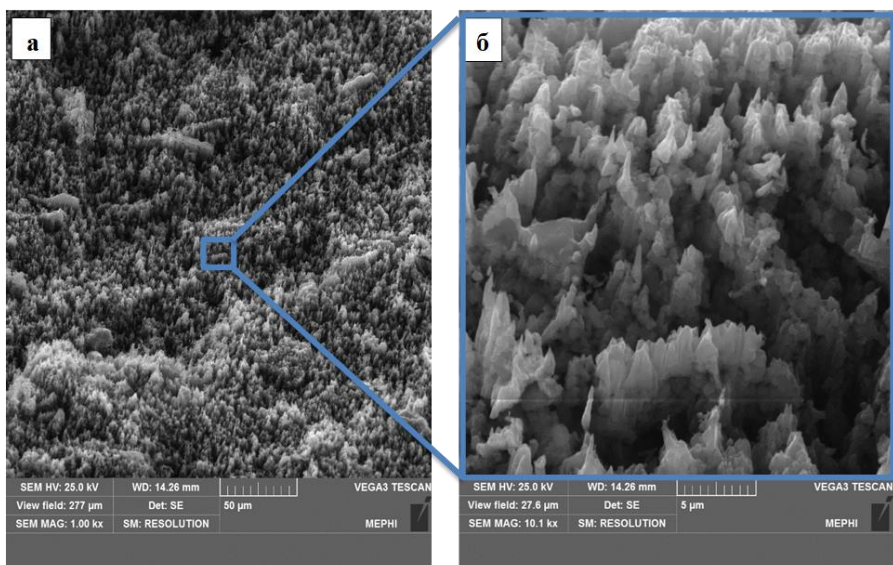 а
б
SEM HV: 25.0 kV WD: 14.26 mm VEGA3 TESCAN
View field: 277 µm Det: SE 50 µm
SEM MAG: 1.00 kx SM: RESOLUTION MEPHI
SEM HV: 25.0 kV WD: 14.26 mm VEGA3 TESCAN
View field: 27.6 µm Det: SE 5 µm
SEM MAG: 10.1 kx SM: RESOLUTION MEPHI